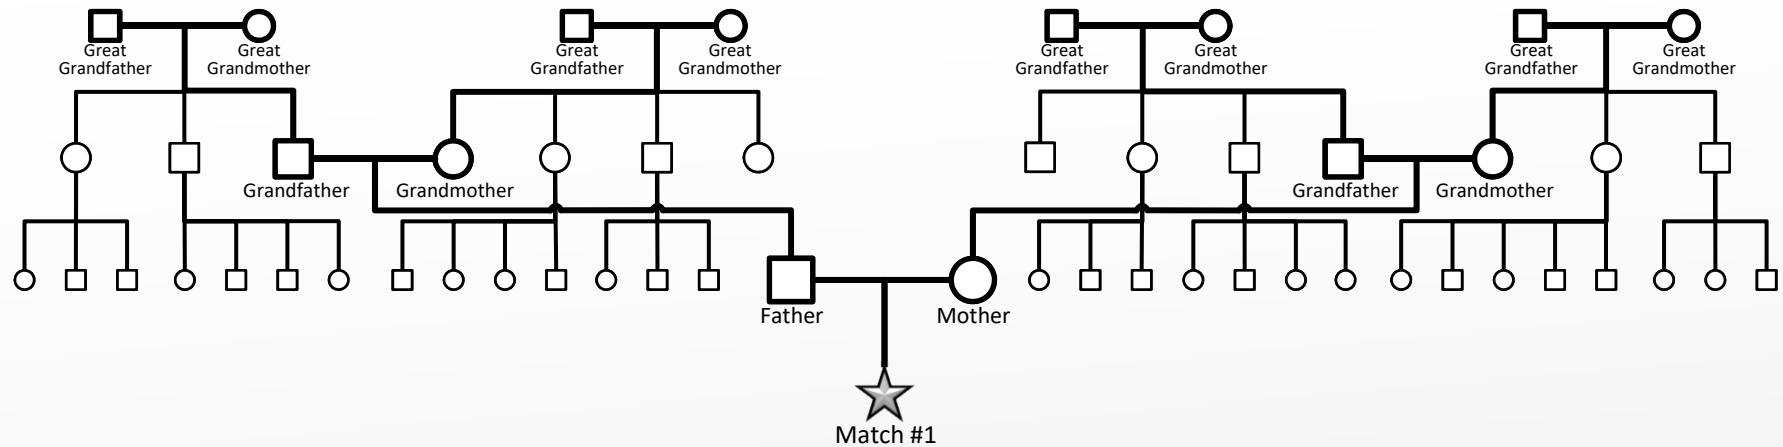 Great
Grandfather
Great
Grandmother
Great
Grandfather
Great
Grandmother
Great
Grandfather
Great
Grandmother
Great
Grandfather
Great
Grandmother
Grandfather
Grandmother
Grandfather
Grandmother
Father
Mother
Match #1